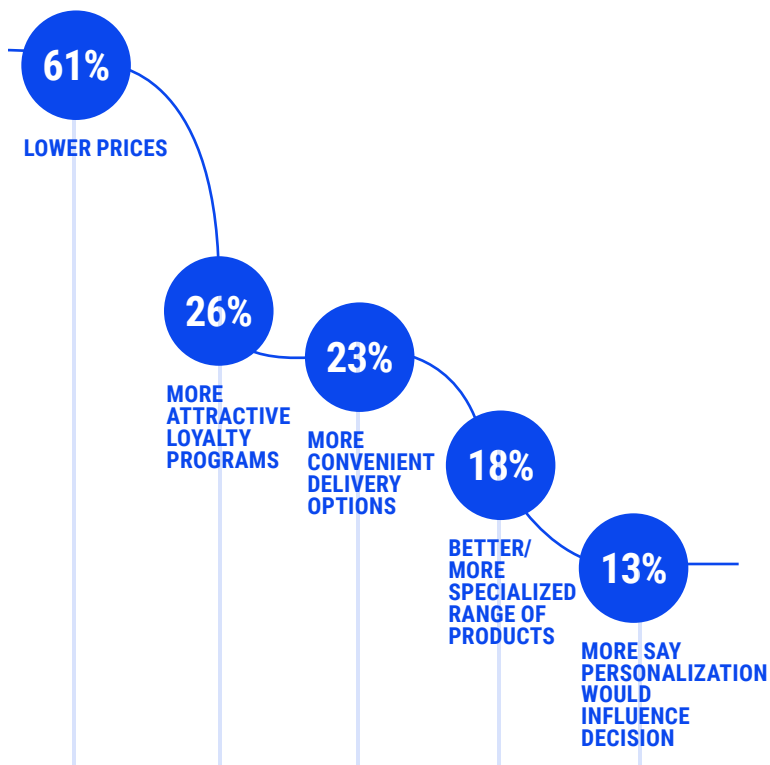 61%
LOWER PRICES
26%
MORE
ATTRACTIVE
LOYALTY
PROGRAMS
23%
MORE
CONVENIENT
DELIVERY
OPTIONS
18%
BETTER/
MORE
SPECIALIZED
RANGE OF
PRODUCTS
13%
MORE SAY
PERSONALIZATION
WOULD
INFLUENCE
DECISION